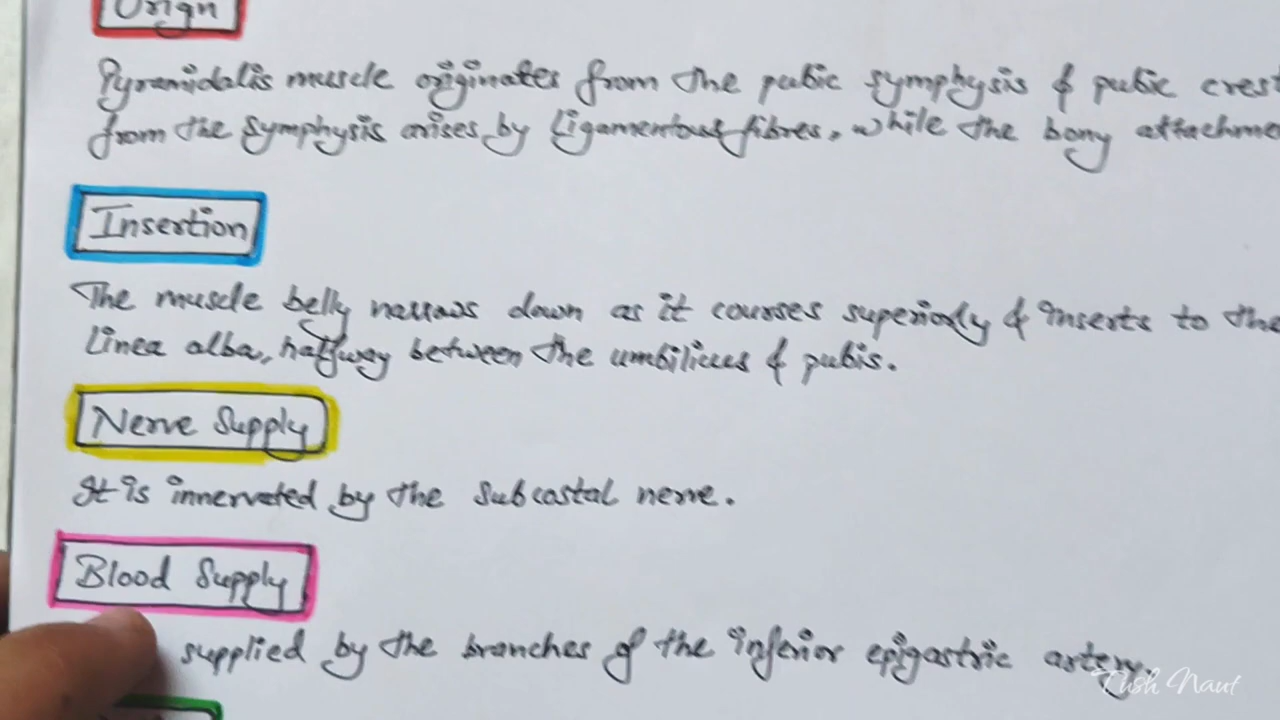 Origin
Pyramidalis muscle originates from the pubic symphysis & pubic crest
from the symphysis arises by Ligamentous fibres, while the bony attachme
Insertion
The muscle belly narrows down as it courses superiorly & inserts to the
Linea alba, halfway between the umbilicus & pubis.
Nerve Supply
It is innervated by the Subcostal nerve.
Blood Supply
supplied by the branches of the inferior epigastric artery.
Tush Naut